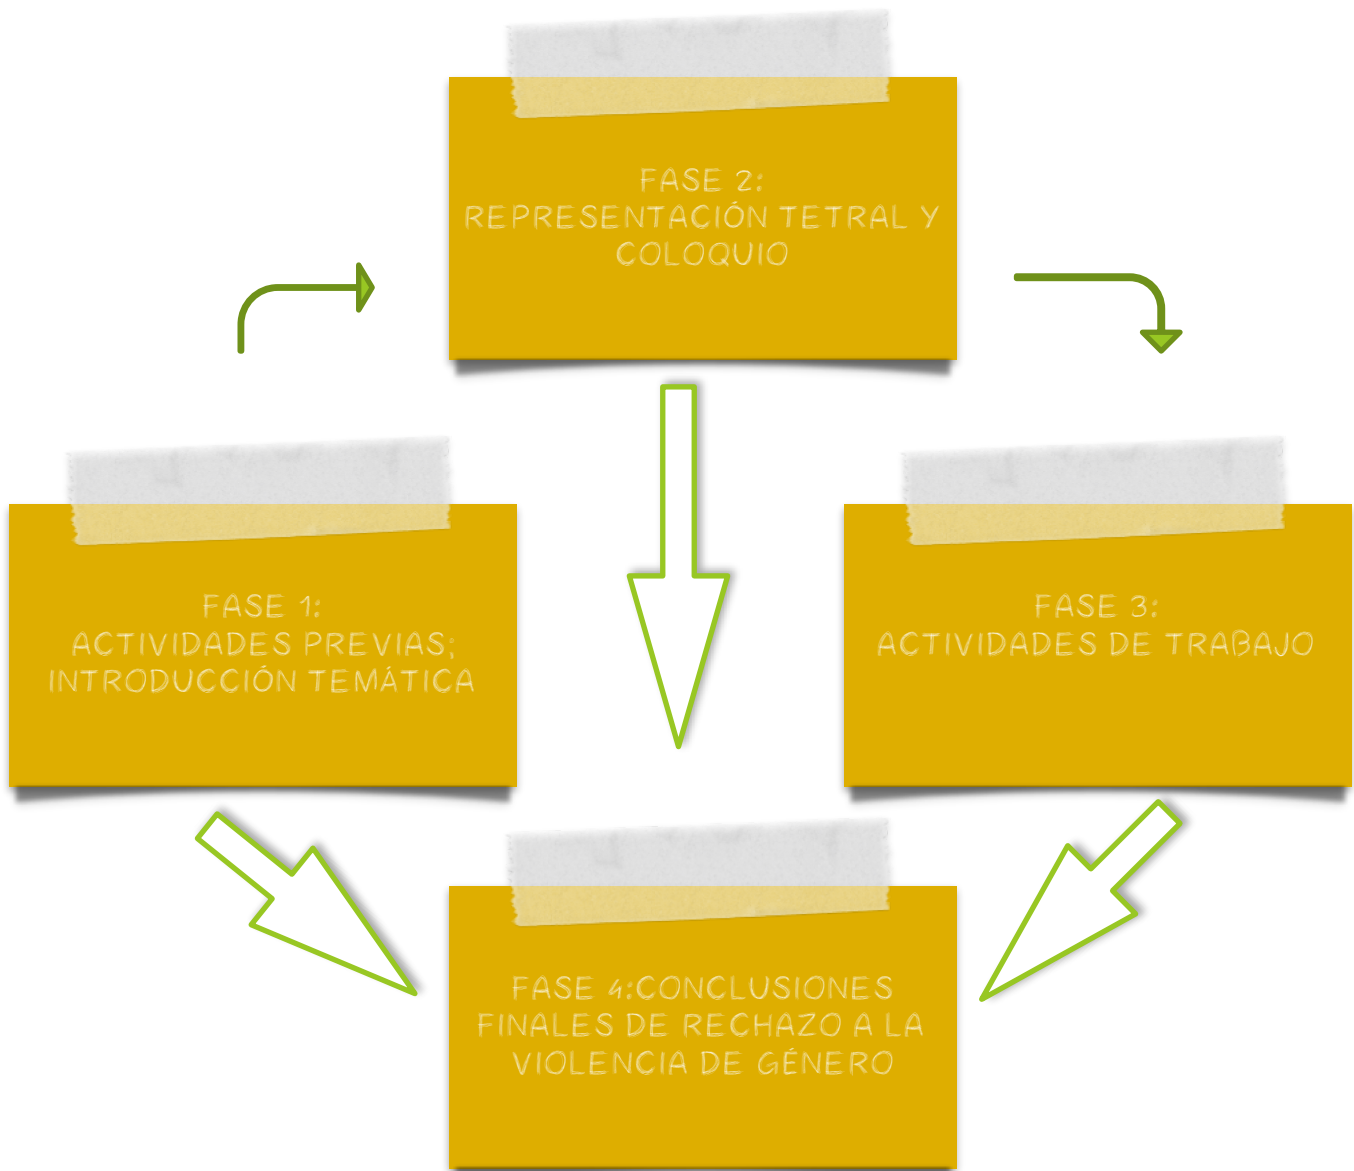 FASE 2:
REPRESENTACIÓN TETRAL Y
COLOQUIO
FASE 1:
ACTIVIDADES PREVIAS;
INTRODUCCIÓN TEMÁTICA
FASE 3:
ACTIVIDADES DE TRABAJO
FASE 4:CONCLUSIONES
FINALES DE RECHAZO A LA
VIOLENCIA DE GÉNERO